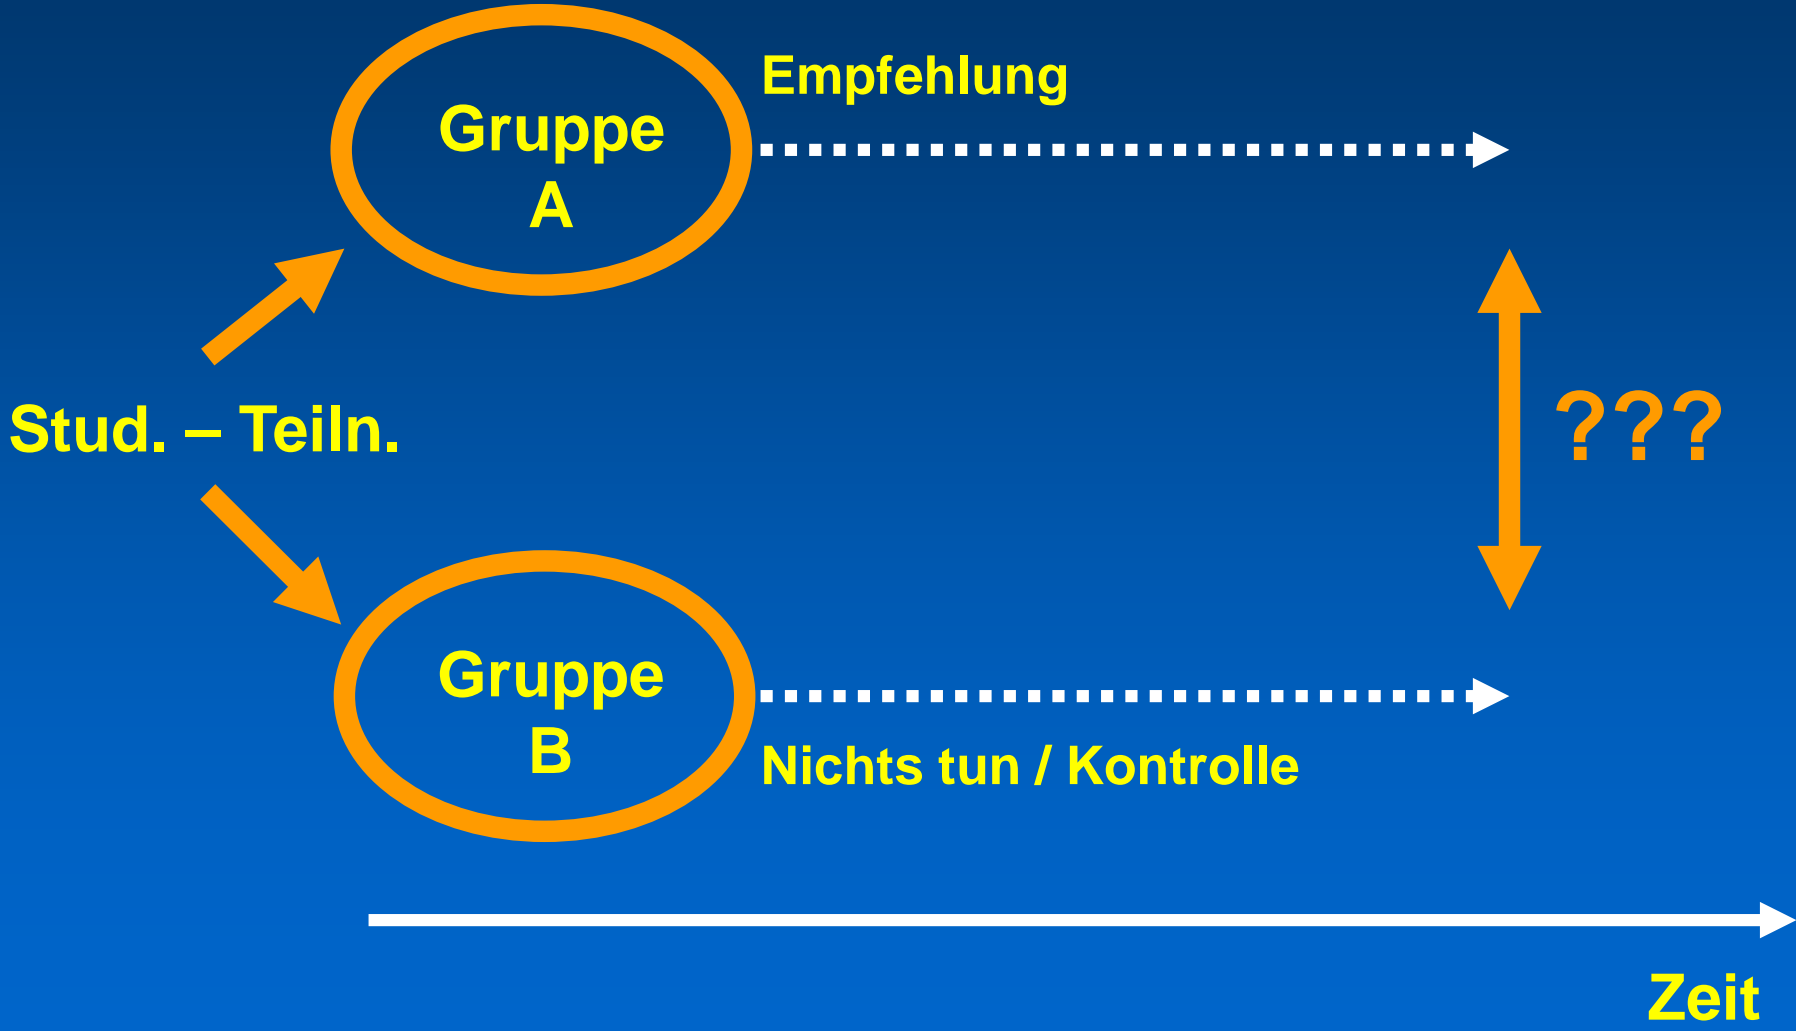 Empfehlung
Gruppe
A
Stud. – Teiln.
???
Gruppe
B
Nichts tun / Kontrolle
Zeit